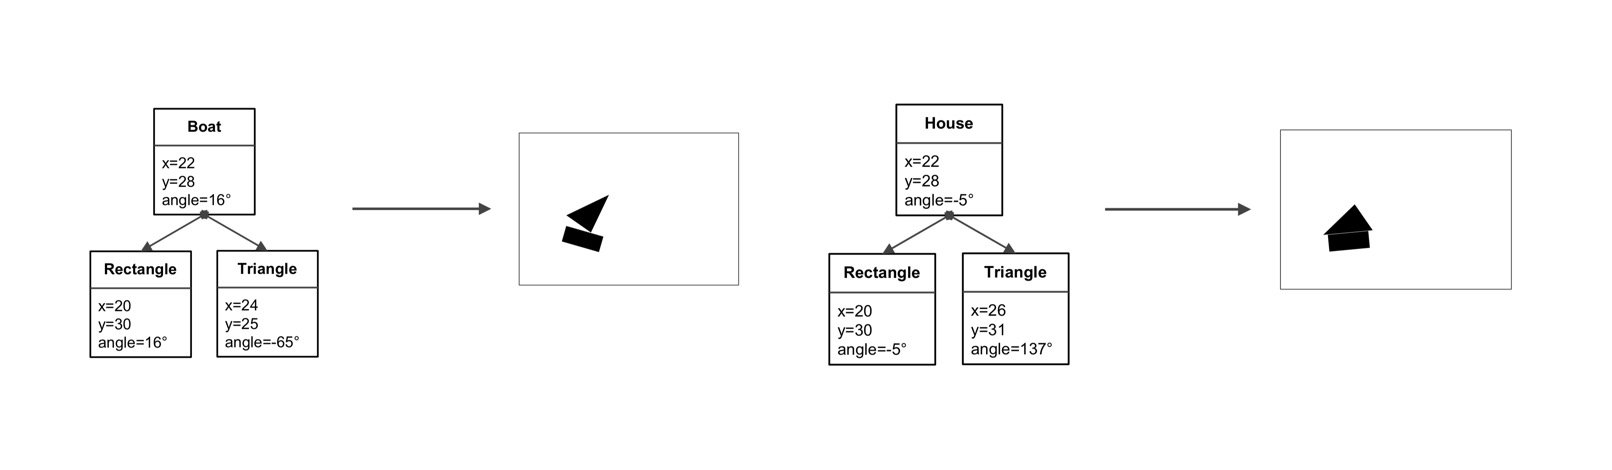 Boat
x=22
y=28
angle=16°
Rectangle
x=20
y=30
angle=16°
Triangle
x=24
y=25
angle=-65°
House
x=22
y=28
angle=-5°
Rectangle
x=20
y=30
angle=-5°
Triangle
x=26
y=31
angle=137°